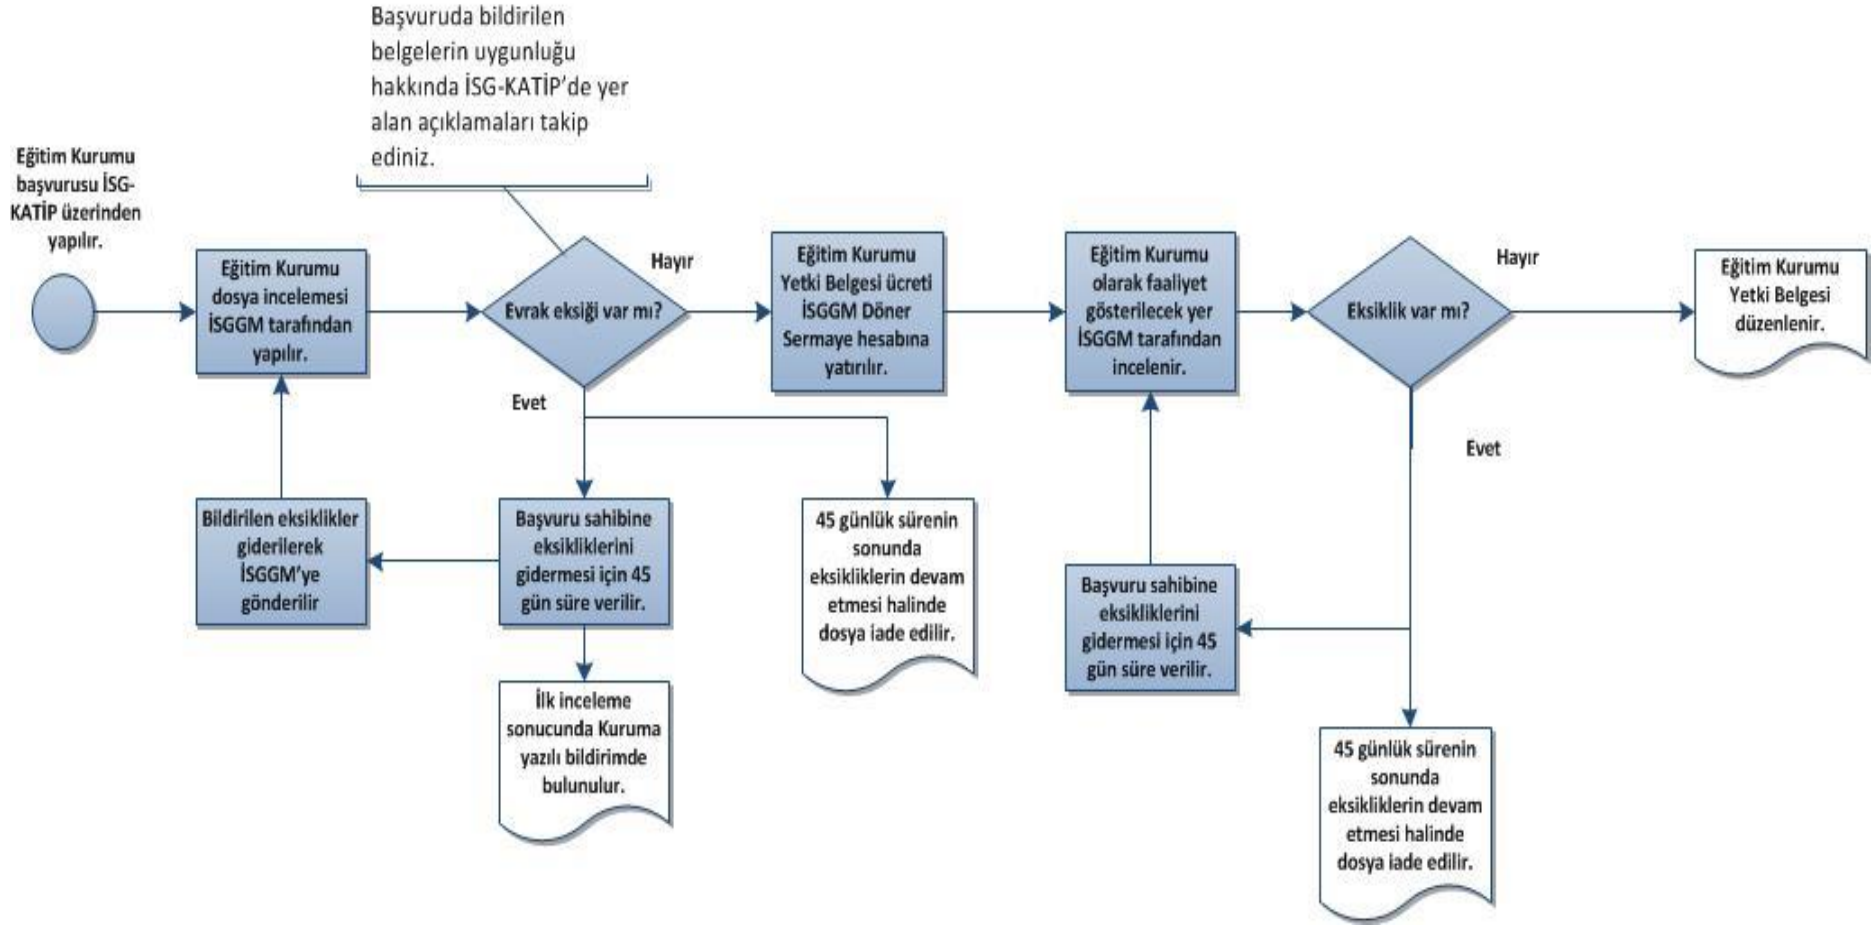 Başvuruda bildirilen
belgelerin uygunluğu
hakkında İSG-KATİP’de yer
alan açıklamaları takip
ediniz.
Eğitim Kurumu
başvurusu İSG-
KATİP üzerinden
yapılır.
Eğitim Kurumu
dosya incelemesi
İSGGM tarafından
yapılır.
Evrak eksiği var mı?
Hayır
Eğitim Kurumu
Yetki Belgesi ücreti
İSGGM Döner
Sermaye hesabına
yatırılır.
Eğitim Kurumu
olarak faaliyet
gösterilecek yer
İSGGM tarafından
incelenir.
Eksiklik var mı?
Hayır
Eğitim Kurumu
Yetki Belgesi
düzenlenir.
Evet
Evet
Bildirilen eksiklikler
giderilerek
İSGGM’ye
gönderilir
Başvuru sahibine
eksikliklerini
gidermesi için 45
gün süre verilir.
45 günlük sürenin
sonunda
eksikliklerin devam
etmesi halinde
dosya iade edilir.
Başvuru sahibine
eksikliklerini
gidermesi için 45
gün süre verilir.
İlk inceleme
sonucunda Kuruma
yazılı bildirimde
bulunulur.
45 günlük sürenin
sonunda
eksikliklerin devam
etmesi halinde
dosya iade edilir.